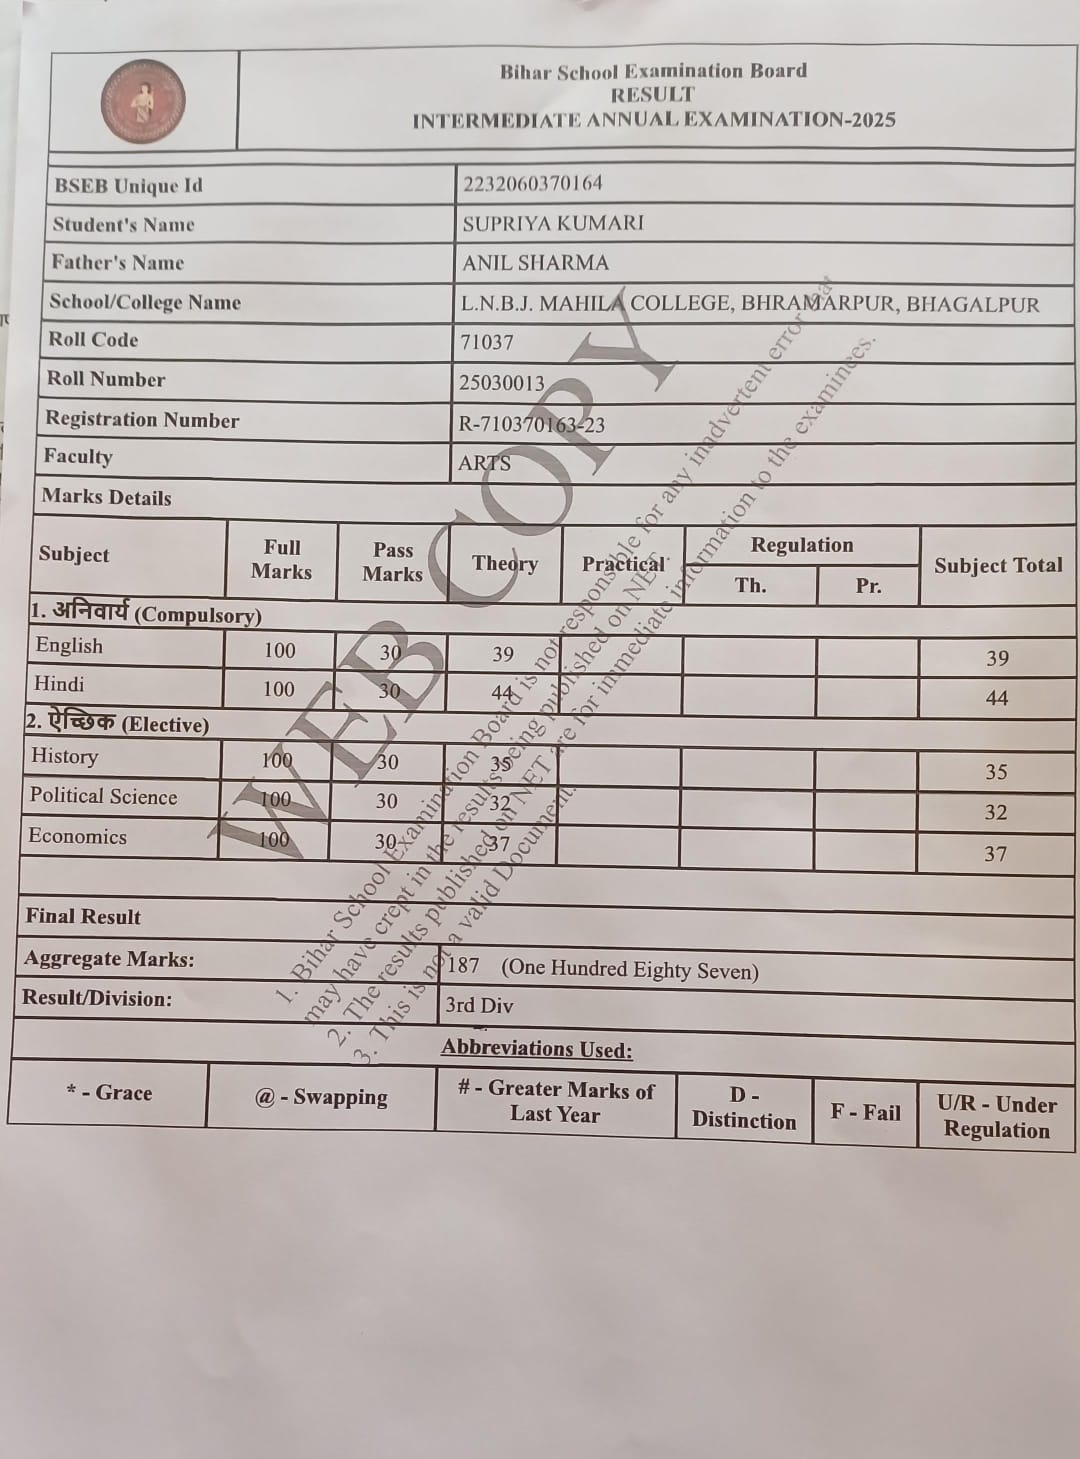 Bihar School Examination Board
RESULT
INTERMEDIATE ANNUAL EXAMINATION-2025
BSEB Unique Id 2232060370164
Student's Name SUPRIYA KUMARI
Father's Name ANIL SHARMA
School/College Name L.N.B.J. MAHILA COLLEGE, BHRAMARPUR, BHAGALPUR
Roll Code 71037
Roll Number 25030013
Registration Number R-710370163-23
Faculty ARTS
Marks Details
Subject Full Marks Pass Marks Theory Practical Regulation Th. Pr. Subject Total
1. अनिवार्य (Compulsory)
English 100 30 39 39
Hindi 100 30 44 44
2. ऐच्छिक (Elective)
History 100 30 35 35
Political Science 100 30 32 32
Economics 100 30 37 37
Final Result
Aggregate Marks: 187 (One Hundred Eighty Seven)
Result/Division: 3rd Div
Abbreviations Used:
* - Grace @ - Swapping # - Greater Marks of Last Year D - Distinction F - Fail U/R - Under Regulation
WEB COPY
1. Bihar School Examination Board is not responsible for any inadvertent error that
may have crept in the results being published on NET.
2. The results published on NET are for immediate information to the examinees.
3. This is not a valid Document.